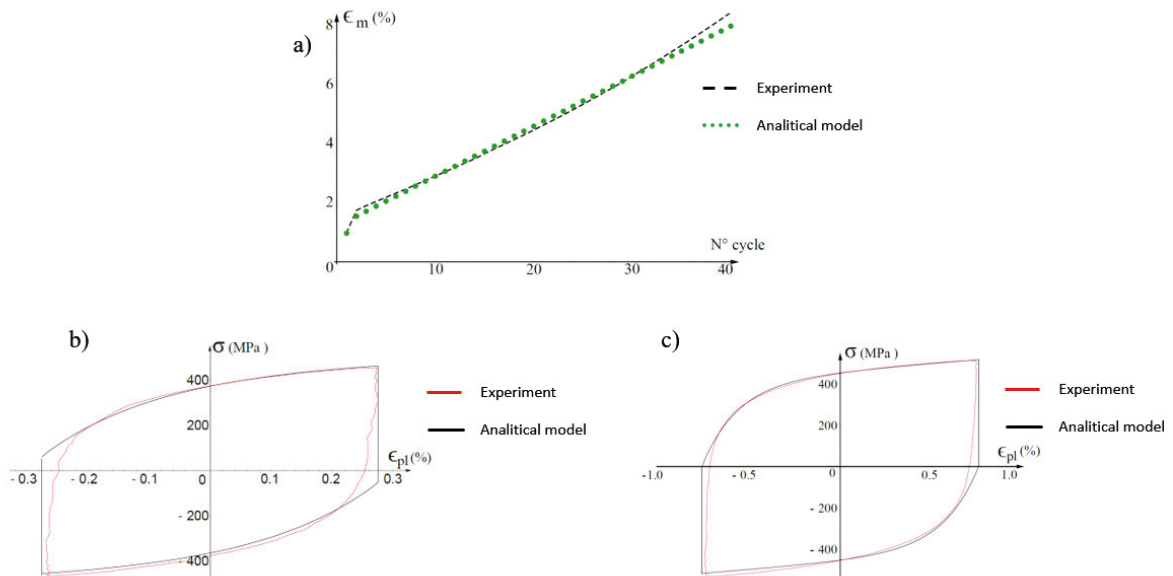 a)
ϵm (%)
8
6
4
2
0
10
20
30
40
N° cycle
Experiment
Analitical model
b)
σ (MPa )
400
200
- 200
- 400
- 0.3
- 0.2
- 0.1
0
0.1
0.2
0.3
ϵpl (%)
Experiment
Analitical model
c)
σ (MPa )
400
200
- 200
- 400
-1.0
- 0.5
0
0.5
1.0
ϵpl (%)
Experiment
Analitical model